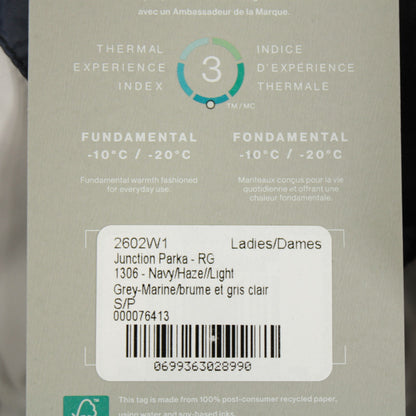 avec un Ambassadeur de la Marque.
THERMAL
EXPERIENCE
INDEX
3
TM/MC
INDICE
D'EXPÉRIENCE
THERMALE
FUNDAMENTAL
-10°C / -20°C
Fundamental warmth fashioned
for everyday use.
FONDAMENTAL
-10°C / -20°C
Manteaux conçus pour la vie
quotidienne et offrant une
chaleur fondamentale.
2602W1 Ladies/Dames
Junction Parka - RG
1306 - Navy/Haze//Light
Grey-Marine/brume et gris clair
S/P
000076413
0699363028990
FSC
This tag is made from 100% post-consumer recycled paper,
using water and soy-based inks.